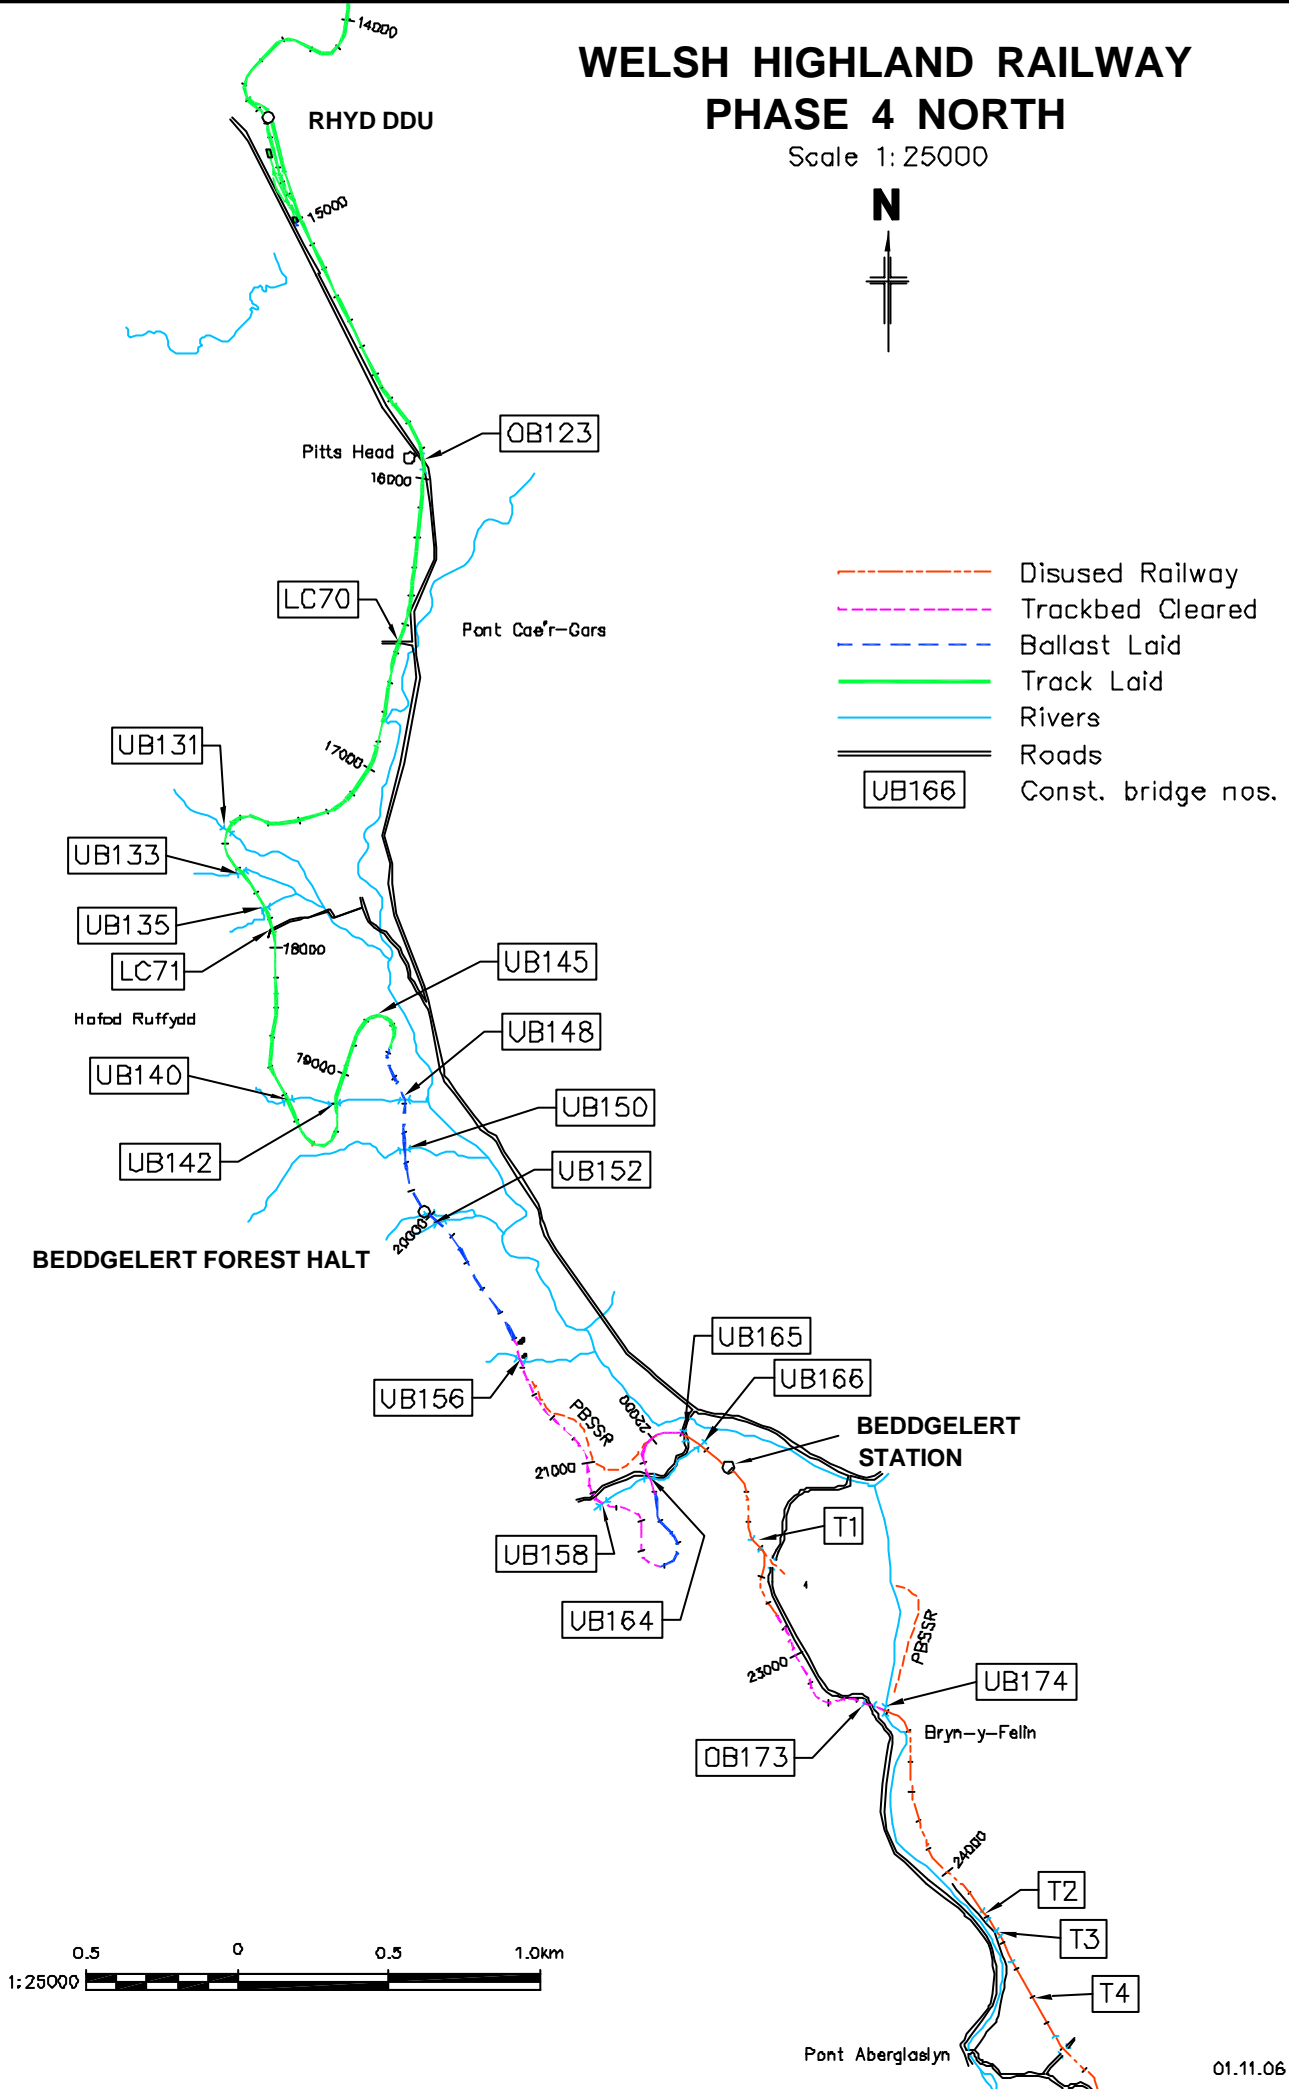 WELSH HIGHLAND RAILWAY
PHASE 4 NORTH
Scale 1:25000
N
14000
RHYD DDU
15000
OB123
Pitts Head
16000
LC70
Pont Cae'r-Gors
Disused Railway
Trackbed Cleared
Ballast Laid
Track Laid
Rivers
Roads
UB166
Const. bridge nos.
UB131
17000
UB133
UB135
18000
LC71
UB145
Hafod Ruffydd
UB148
19000
UB140
UB150
UB142
UB152
20000
BEDDGELERT FOREST HALT
UB165
UB166
UB156
PBSSR
22000
BEDDGELERT
STATION
21000
T1
UB158
UB164
PBSSR
23000
UB174
Bryn-y-Felin
OB173
24000
T2
T3
T4
0.5 0 0.5 1.0km
1:25000
Pont Aberglaslyn
01.11.06